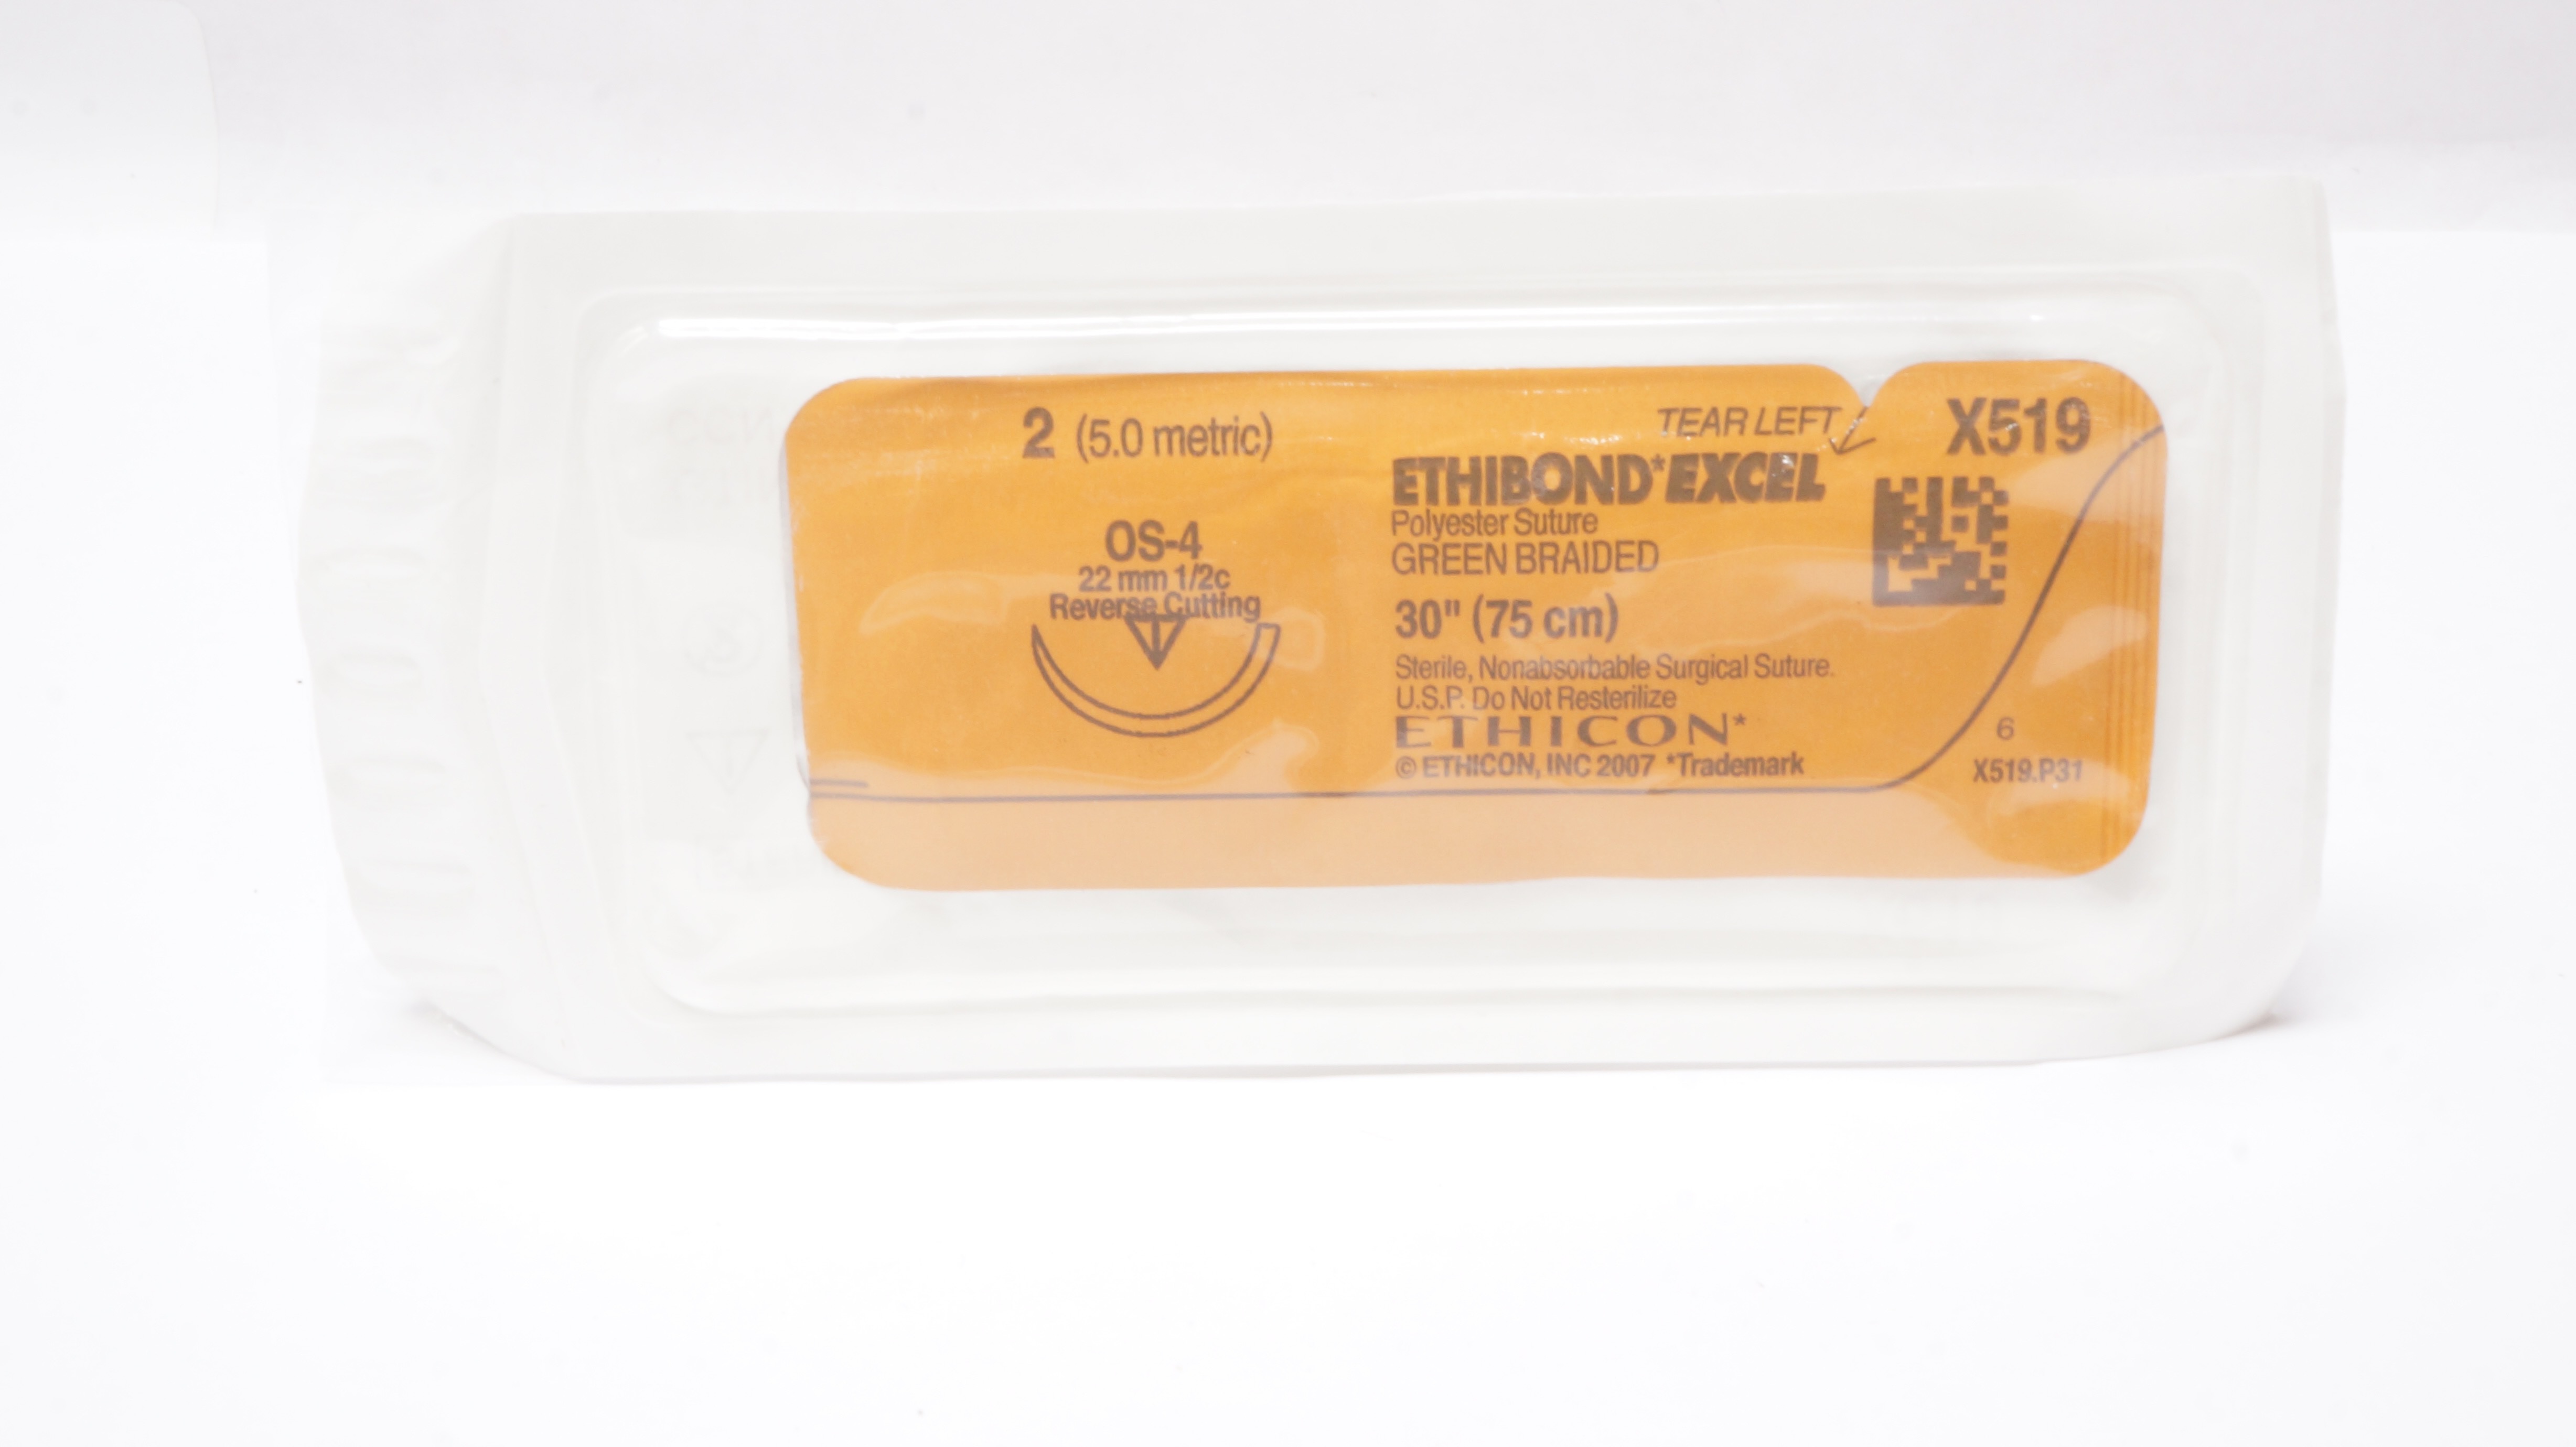 2 (5.0 metric)
OS-4
22 mm 1/2c
Reverse Cutting
TEAR LEFT
X519
ETHIBOND*EXCEL
Polyester Suture
GREEN BRAIDED
30" (75 cm)
Sterile, Nonabsorbable Surgical Suture.
U.S.P. Do Not Resterilize
ETHICON*
© ETHICON, INC 2007 *Trademark
6
X519.P31